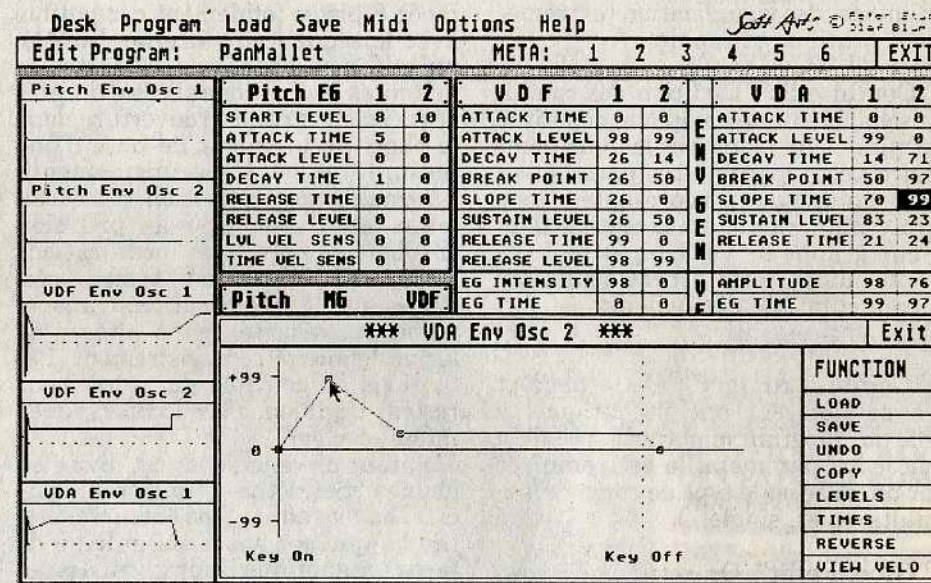 Desk Program Load Save Midi Options Help
Edit Program: PanMallet META: 1 2 3 4 5 6 EXIT
Pitch Env Osc 1
Pitch Env Osc 2
VDF Env Osc 1
VDF Env Osc 2
VDA Env Osc 1
Pitch EG 1 2
START LEVEL 8 10
ATTACK TIME 5 0
ATTACK LEVEL 0 0
DECAY TIME 1 0
RELEASE TIME 0 0
RELEASE LEVEL 0 0
LVL VEL SENS 0 0
TIME VEL SENS 0 0
Pitch MG VDF
VDF 1 2
ATTACK TIME 0 0
ATTACK LEVEL 98 99
DECAY TIME 26 14
BREAK POINT 26 50
SLOPE TIME 26 0
SUSTAIN LEVEL 26 50
RELEASE TIME 99 0
RELEASE LEVEL 98 99
EG INTENSITY 98 0
EG TIME 0 0
ENV GEN
VDA 1 2
ATTACK TIME 0 0
ATTACK LEVEL 99 0
DECAY TIME 14 71
BREAK POINT 50 97
SLOPE TIME 70 99
SUSTAIN LEVEL 83 23
RELEASE TIME 21 24
AMPLITUDE 98 76
EG TIME 99 97
*** VDA Env Osc 2 *** Exit
+99
0
-99
Key On Key Off
FUNCTION
LOAD
SAVE
UNDO
COPY
LEVELS
TIMES
REVERSE
VIEW VELO